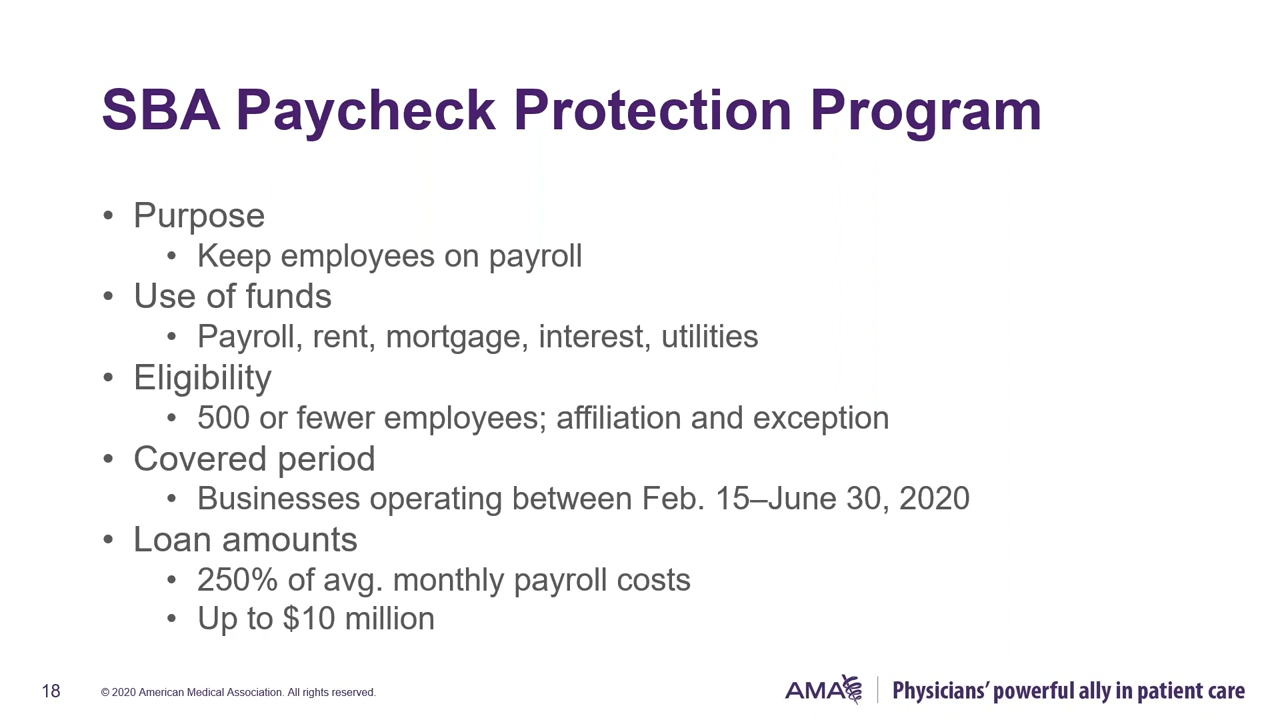 SBA Paycheck Protection Program
• Purpose
• Keep employees on payroll
• Use of funds
• Payroll, rent, mortgage, interest, utilities
• Eligibility
• 500 or fewer employees; affiliation and exception
• Covered period
• Businesses operating between Feb. 15–June 30, 2020
• Loan amounts
• 250% of avg. monthly payroll costs
• Up to $10 million
18 © 2020 American Medical Association. All rights reserved.
AMA Physicians’ powerful ally in patient care